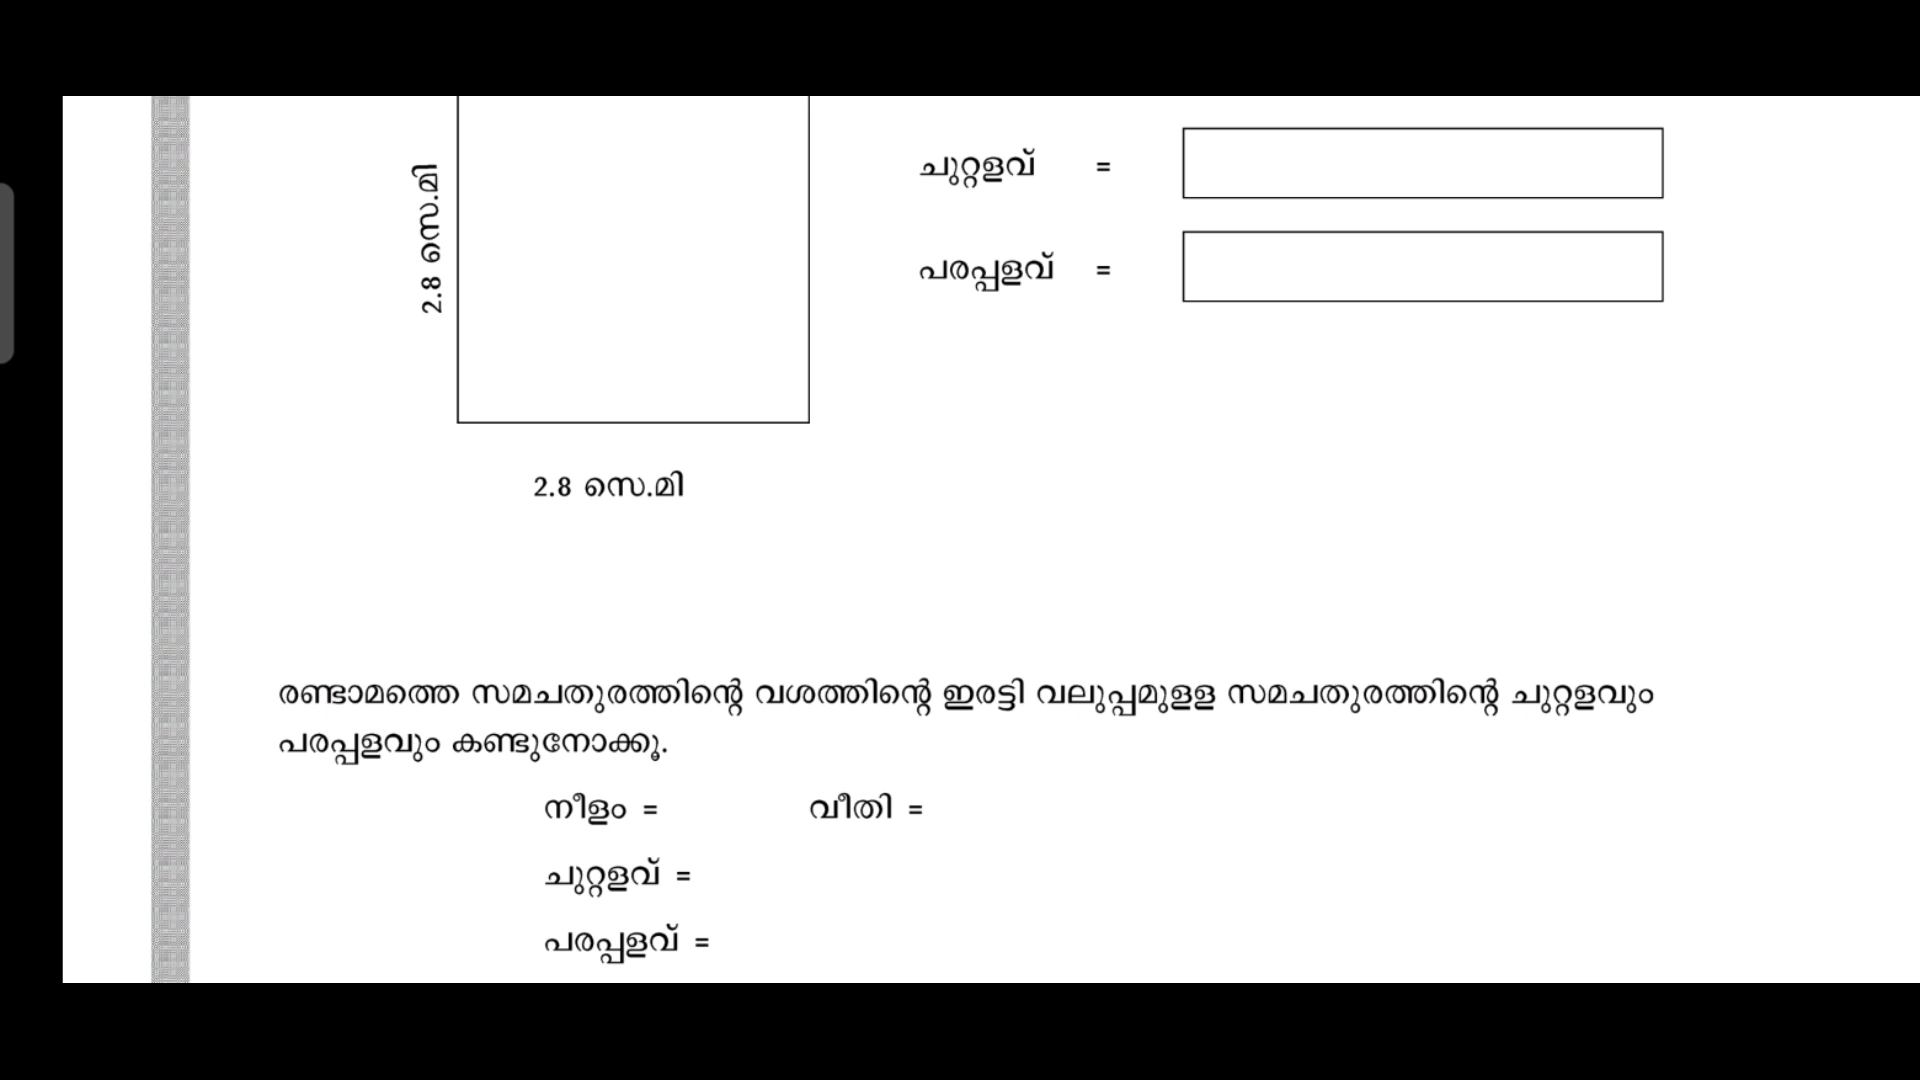 ചുറ്റളവ് =
2.8 സെ.മി
പരപ്പളവ് =
2.8 സെ.മി
രണ്ടാമത്തെ സമചതുരത്തിന്റെ വശത്തിന്റെ ഇരട്ടി വലുപ്പമുളള സമചതുരത്തിന്റെ ചുറ്റളവും
പരപ്പളവും കണ്ടുനോക്കൂ.
നീളം = വീതി =
ചുറ്റളവ് =
പരപ്പളവ് =